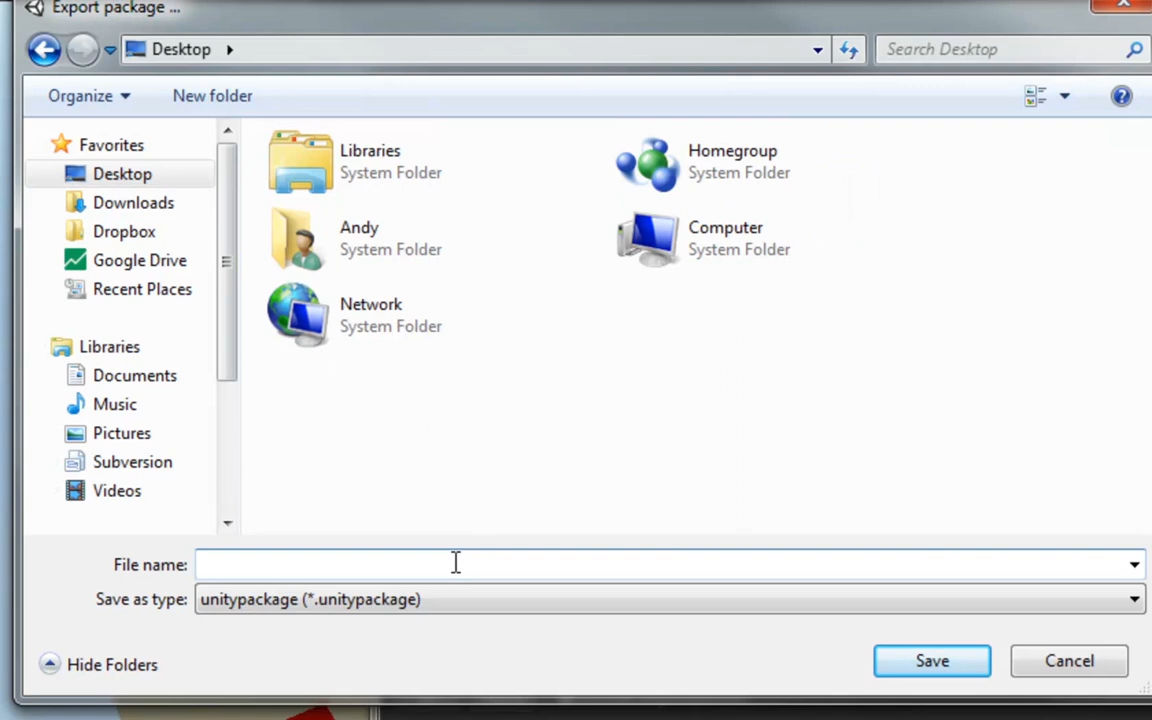 Export package ...
Desktop
Search Desktop
Organize
New folder
Favorites
Desktop
Downloads
Dropbox
Google Drive
Recent Places
Libraries
Documents
Music
Pictures
Subversion
Videos
Libraries
System Folder
Homegroup
System Folder
Andy
System Folder
Computer
System Folder
Network
System Folder
File name:
Save as type: unitypackage (*.unitypackage)
Hide Folders
Save
Cancel